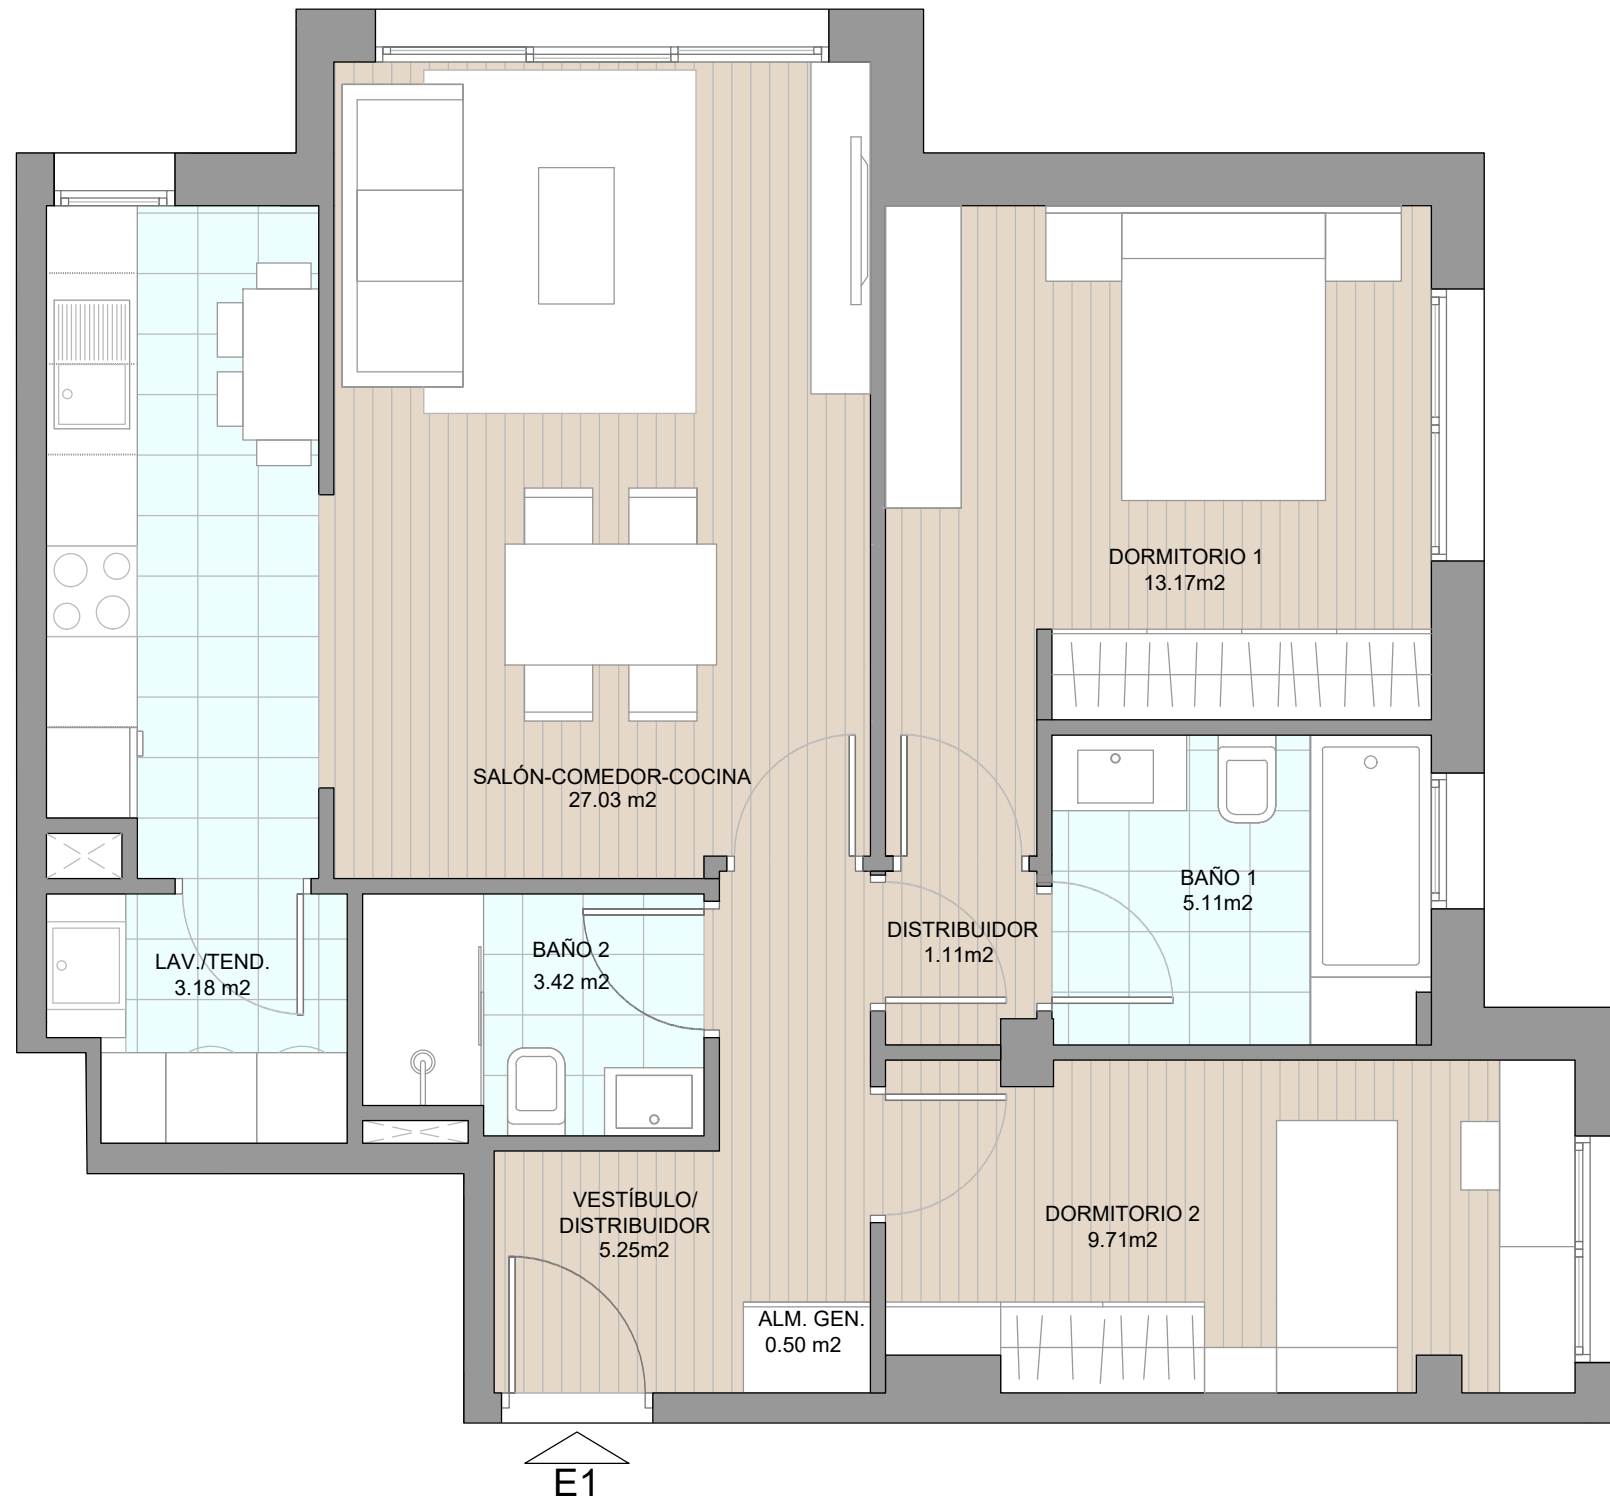 DORMITORIO 1
13.17m2
SALÓN-COMEDOR-COCINA
27.03 m2
BAÑO 1
5.11m2
DISTRIBUIDOR
1.11m2
BAÑO 2
3.42 m2
LAV./TEND.
3.18 m2
VESTÍBULO/
DISTRIBUIDOR
5.25m2
DORMITORIO 2
9.71m2
ALM. GEN.
0.50 m2
E1